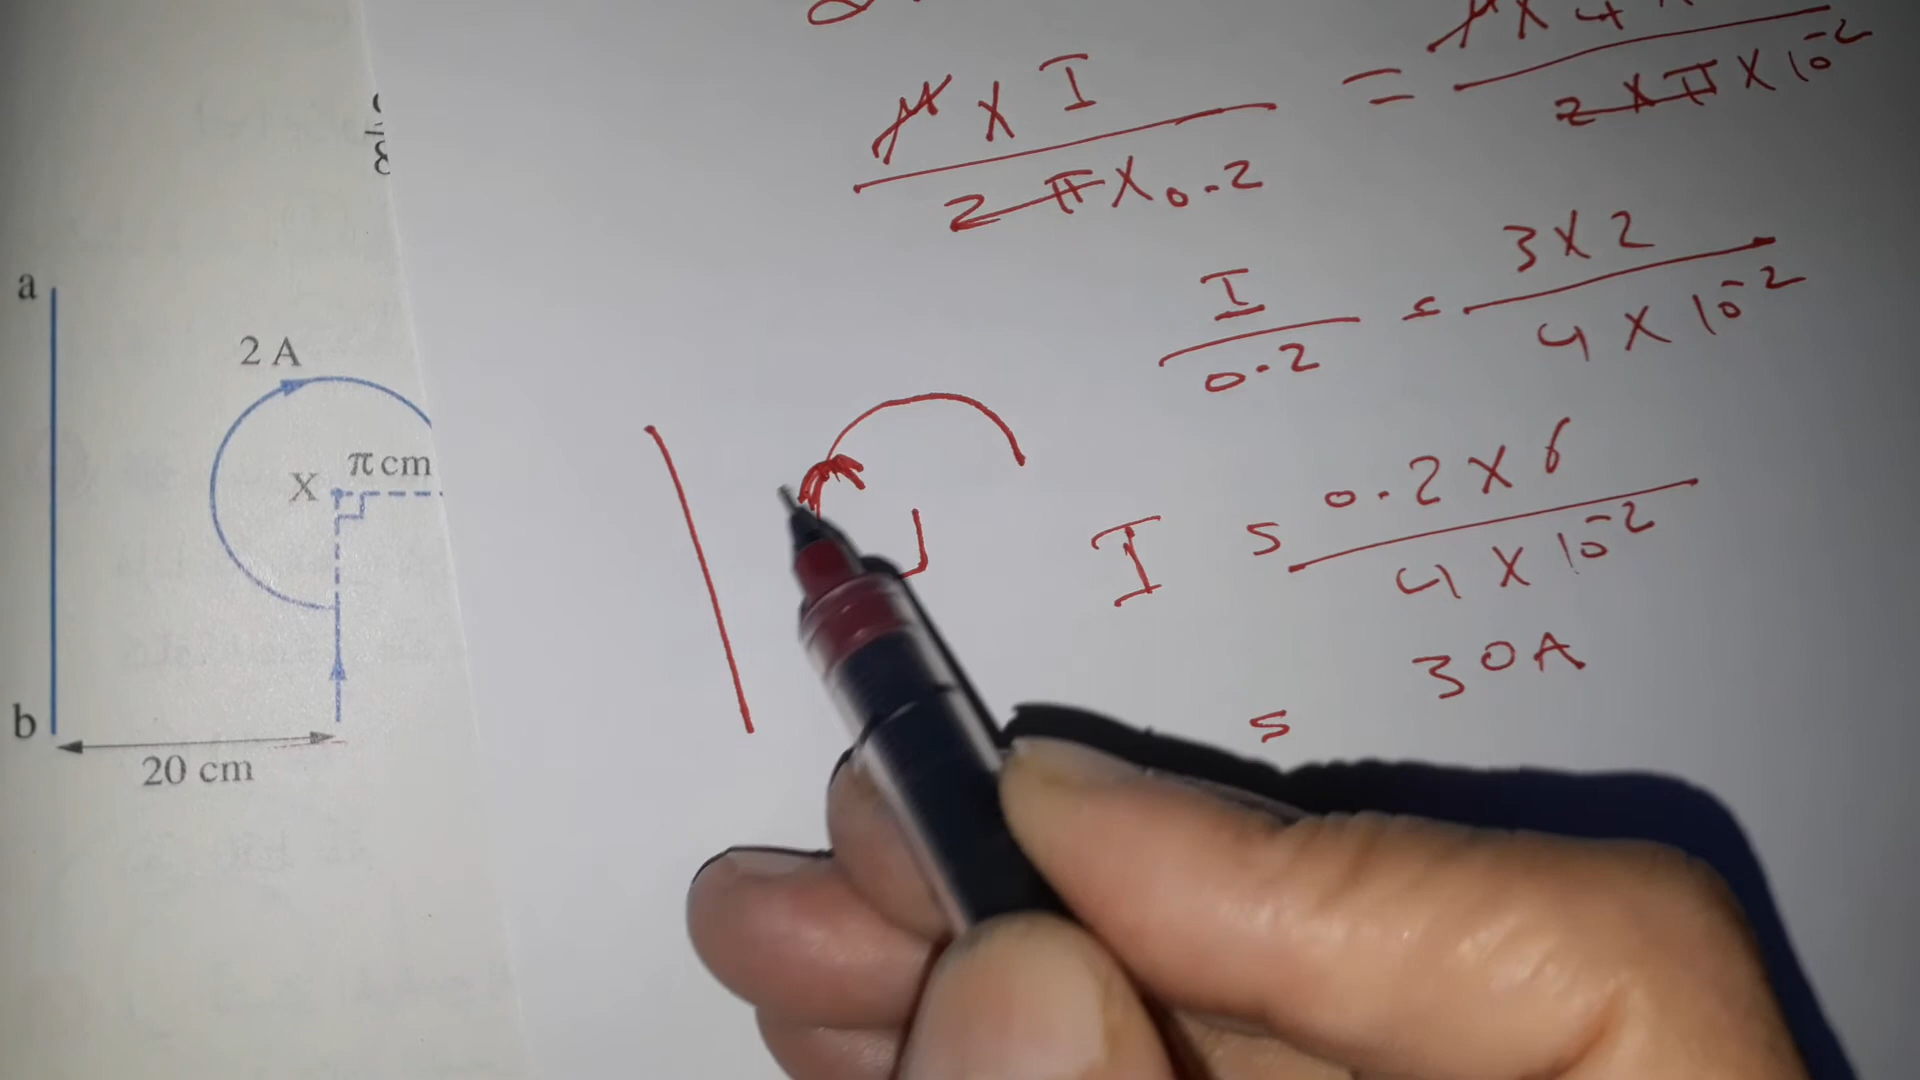 a
2 A
π cm
X
b
20 cm
μ X I =
2 π X 0.2
2 X π X 10^-2
I = 3 X 2
0.2 4 X 10^-2
I = 0.2 X 6
4 X 10^-2
= 30A